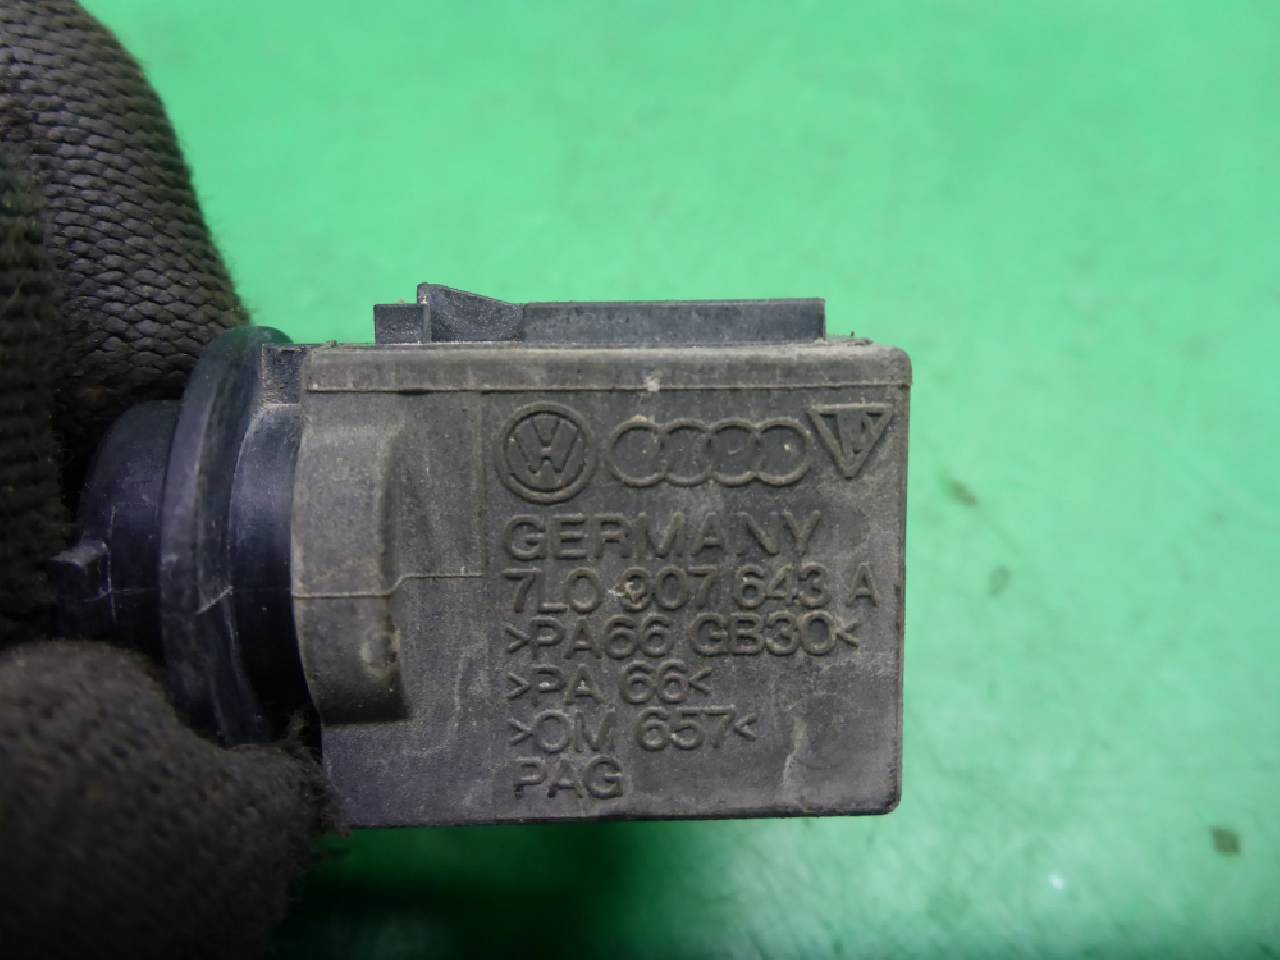 GERMANY
7L0 907 643 A
>PA66 GB30<
>PA 66<
>OM 657<
PAG